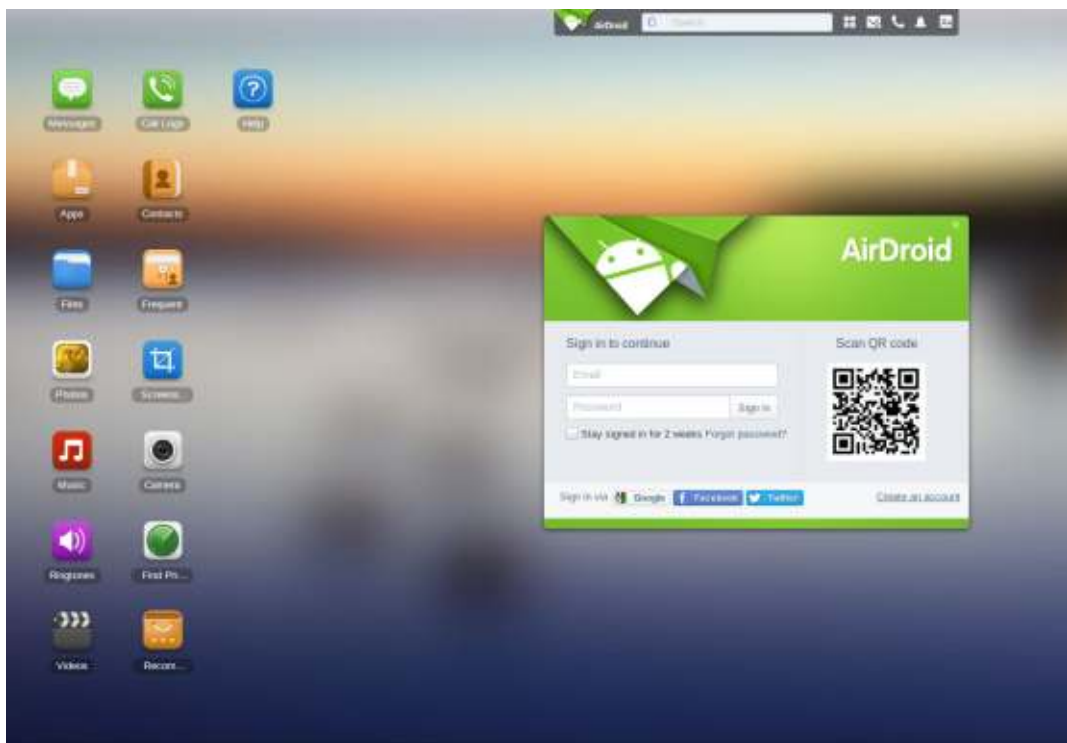 AirDroid
Search
Messages
Call Logs
Help
Apps
Contacts
Files
Frequent
Photos
Screens...
Music
Camera
Ringtones
Find Ph...
Videos
Recom...
AirDroid
Sign in to continue
Scan QR code
Email
Password
Sign in
Stay signed in for 2 weeks Forgot password?
Sign in via Google Facebook Twitter
Create an account